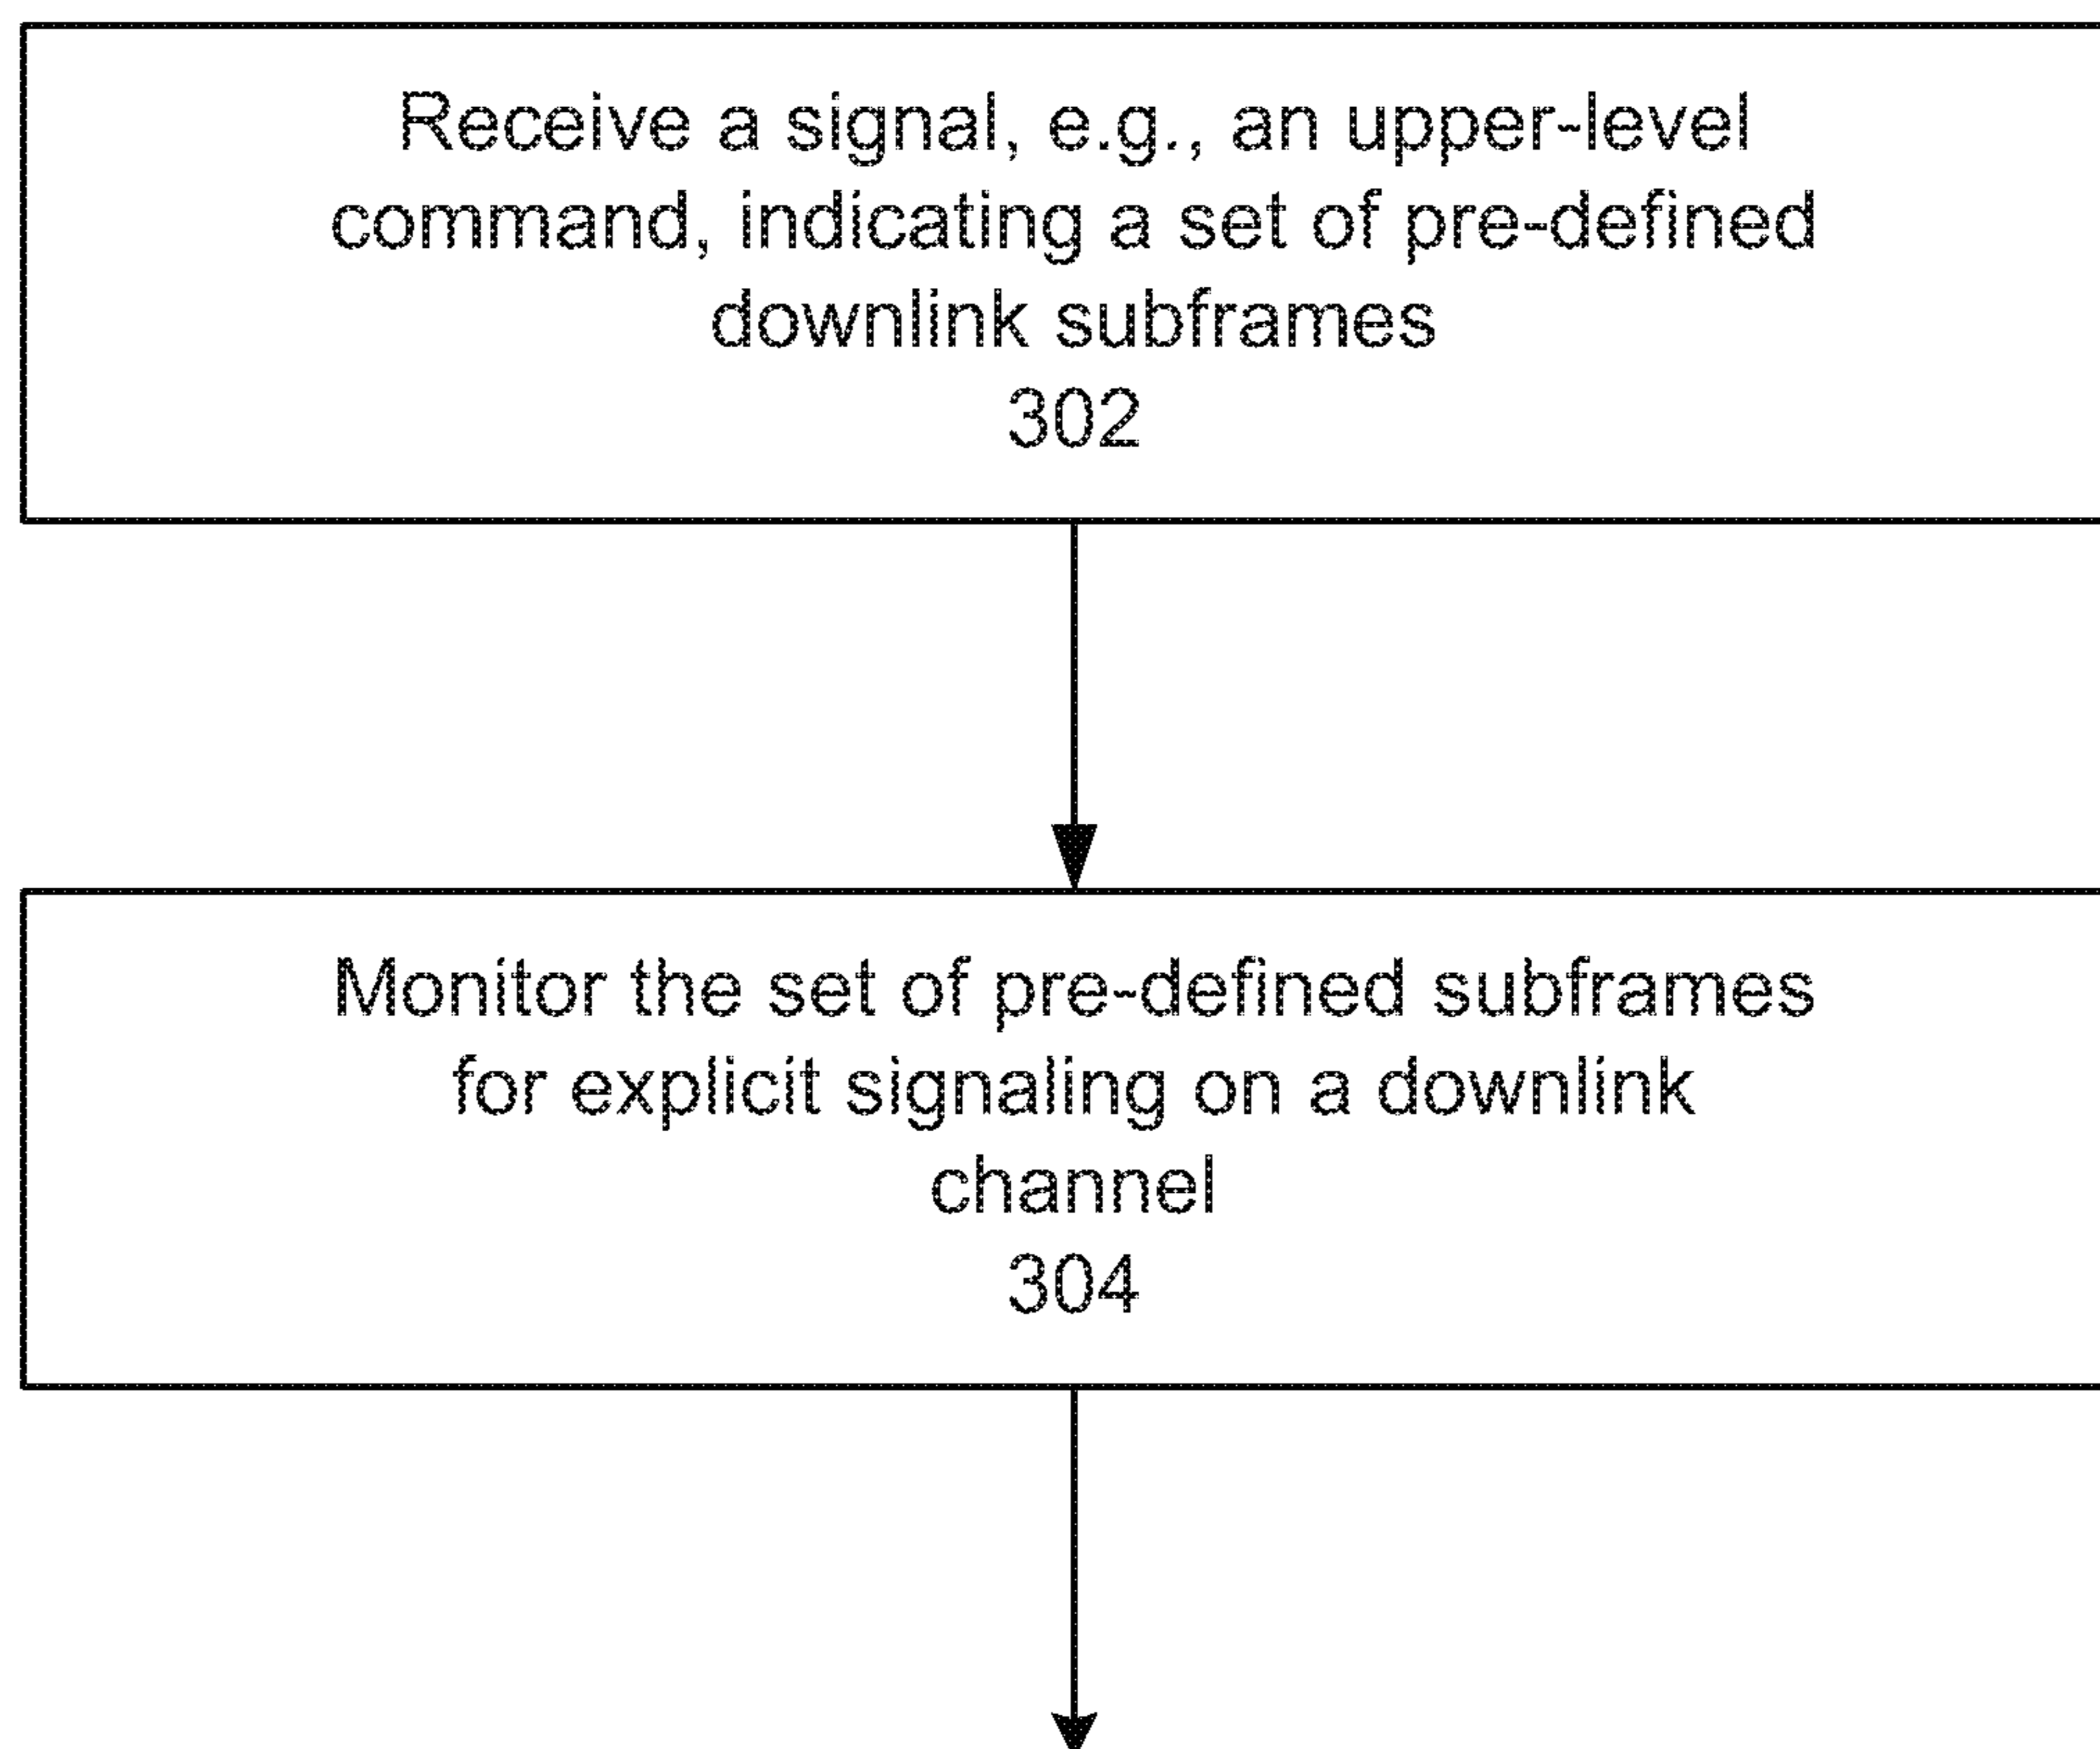 Receive a signal, e.g., an upper-level
command, indicating a set of pre-defined
downlink subframes
302
Monitor the set of pre-defined subframes
for explicit signaling on a downlink
channel
304